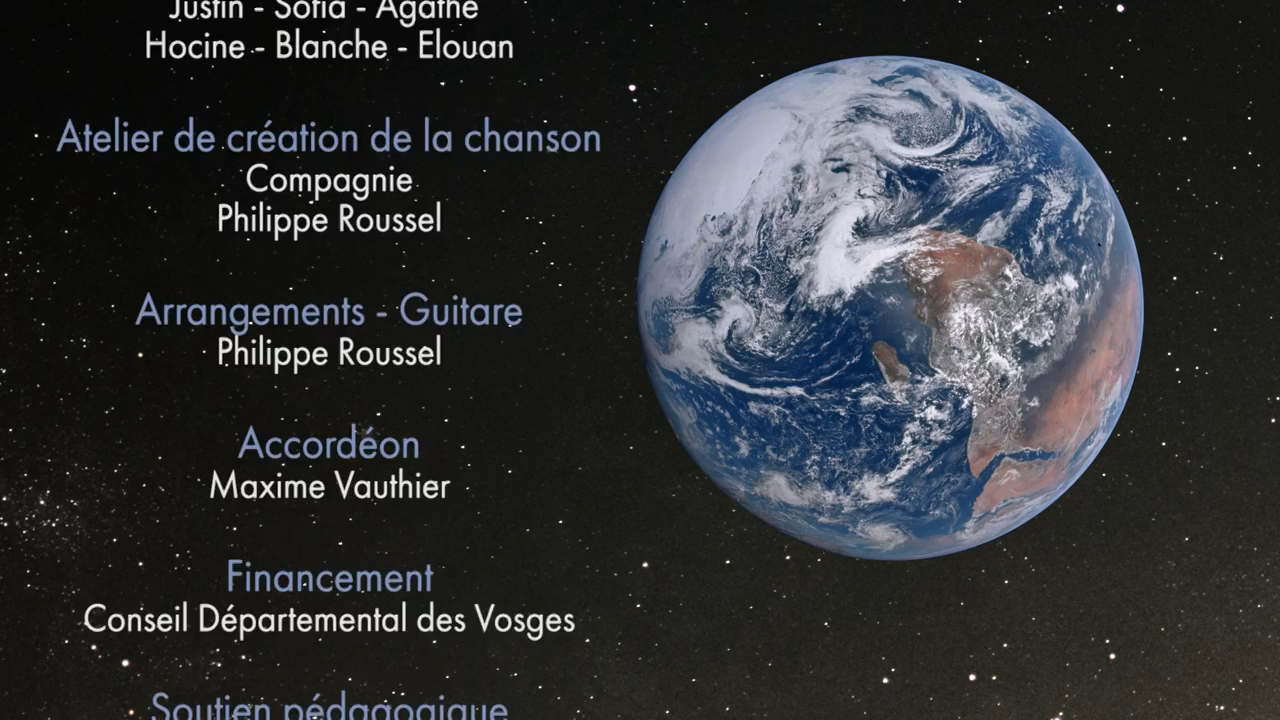 Justin - Sofia - Agathe
Hocine - Blanche - Elouan
Atelier de création de la chanson
Compagnie
Philippe Roussel
Arrangements - Guitare
Philippe Roussel
Accordéon
Maxime Vauthier
Financement
Conseil Départemental des Vosges
Soutien pédagogique